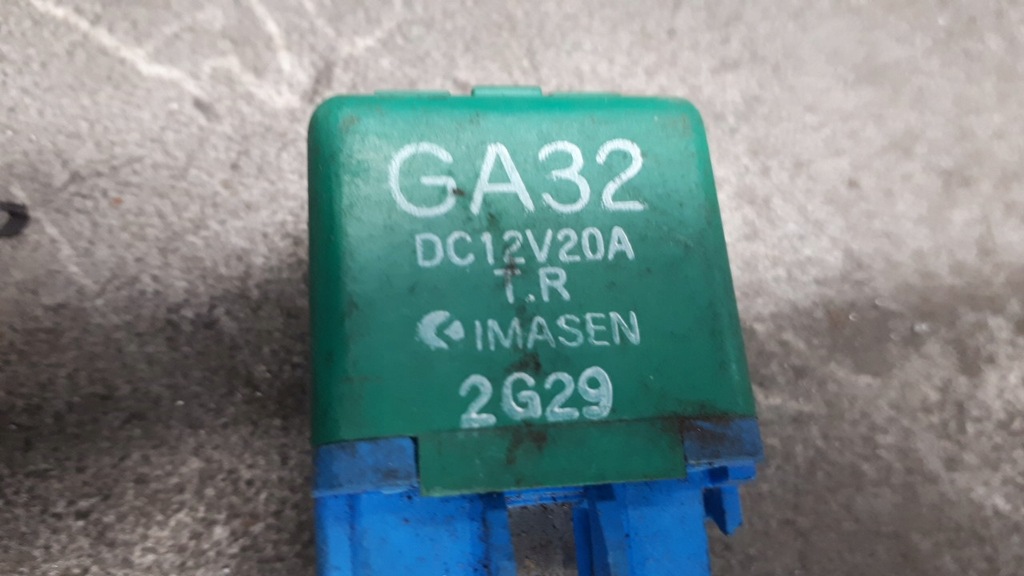 GA32
DC12V20A
T.R
IMASEN
2G29